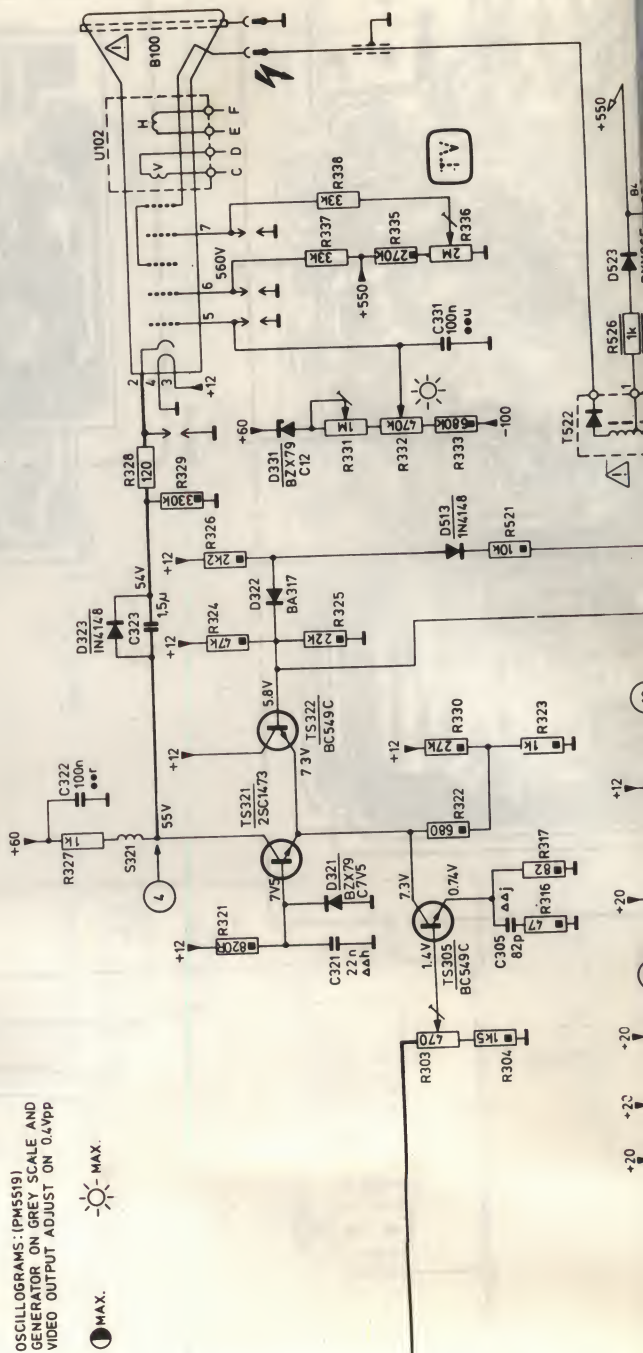 OSCILLOGRAMS:(PM5519)
GENERATOR ON GREY SCALE AND
VIDEO OUTPUT ADJUST ON 0.4Vpp
MAX.
MAX.
B100
U102
H
V
F
E
D
C
7
6
5
560V
2
4
3
+12
R338
33k
R337
33k
R335
270k
R336
2M
+550
C331
100n
●●u
+60
D331
BZX79
C12
R331
1M
R332
470k
R333
680k
-100
+550
D523
R526
1k
T522
1
R328
120
R329
330k
54V
D323
1N4148
C323
1,5µ
R326
2k2
+12
D322
BA317
R324
47k
+12
R325
22k
D513
1N4148
R521
10k
5.8V
TS322
BC549C
+12
7.3V
C322
100n
●●r
+60
R327
1k
S321
55V
4
TS321
2SC1473
7V5
D321
BZX79
C7V5
R321
820R
+12
C321
22n
ΔΔh
R322
680
+12
R330
27k
R323
1k
7.3V
0.74V
1.4V
TS305
BC549C
C305
82p
ΔΔj
R317
82
R316
47
R303
470
R304
1k5
+12
+20
+20
+20
+20